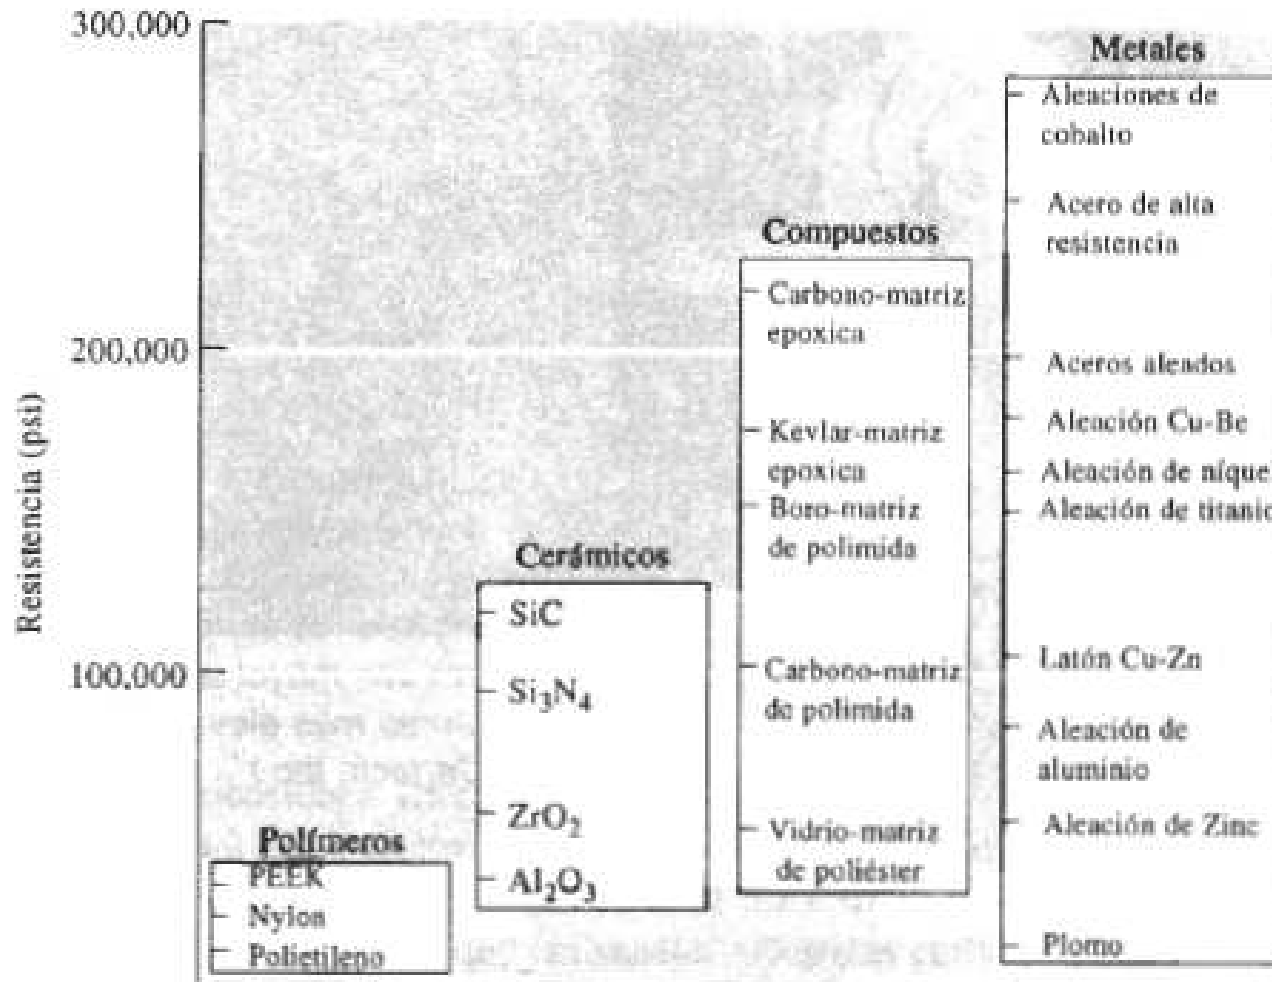 300,000
200,000
100,000
Resistencia (psi)
Polímeros
PEEK
Nylon
Polietileno
Cerámicos
SiC
Si₃N₄
ZrO₂
Al₂O₃
Compuestos
Carbono-matriz
epoxica
Kevlar-matriz
epoxica
Boro-matriz
de polimida
Carbono-matriz
de polimida
Vidrio-matriz
de poliéster
Metales
Aleaciones de
cobalto
Acero de alta
resistencia
Aceros aleados
Aleación Cu-Be
Aleación de níque
Aleación de titanio
Latón Cu-Zn
Aleación de
aluminio
Aleación de Zinc
Plomo